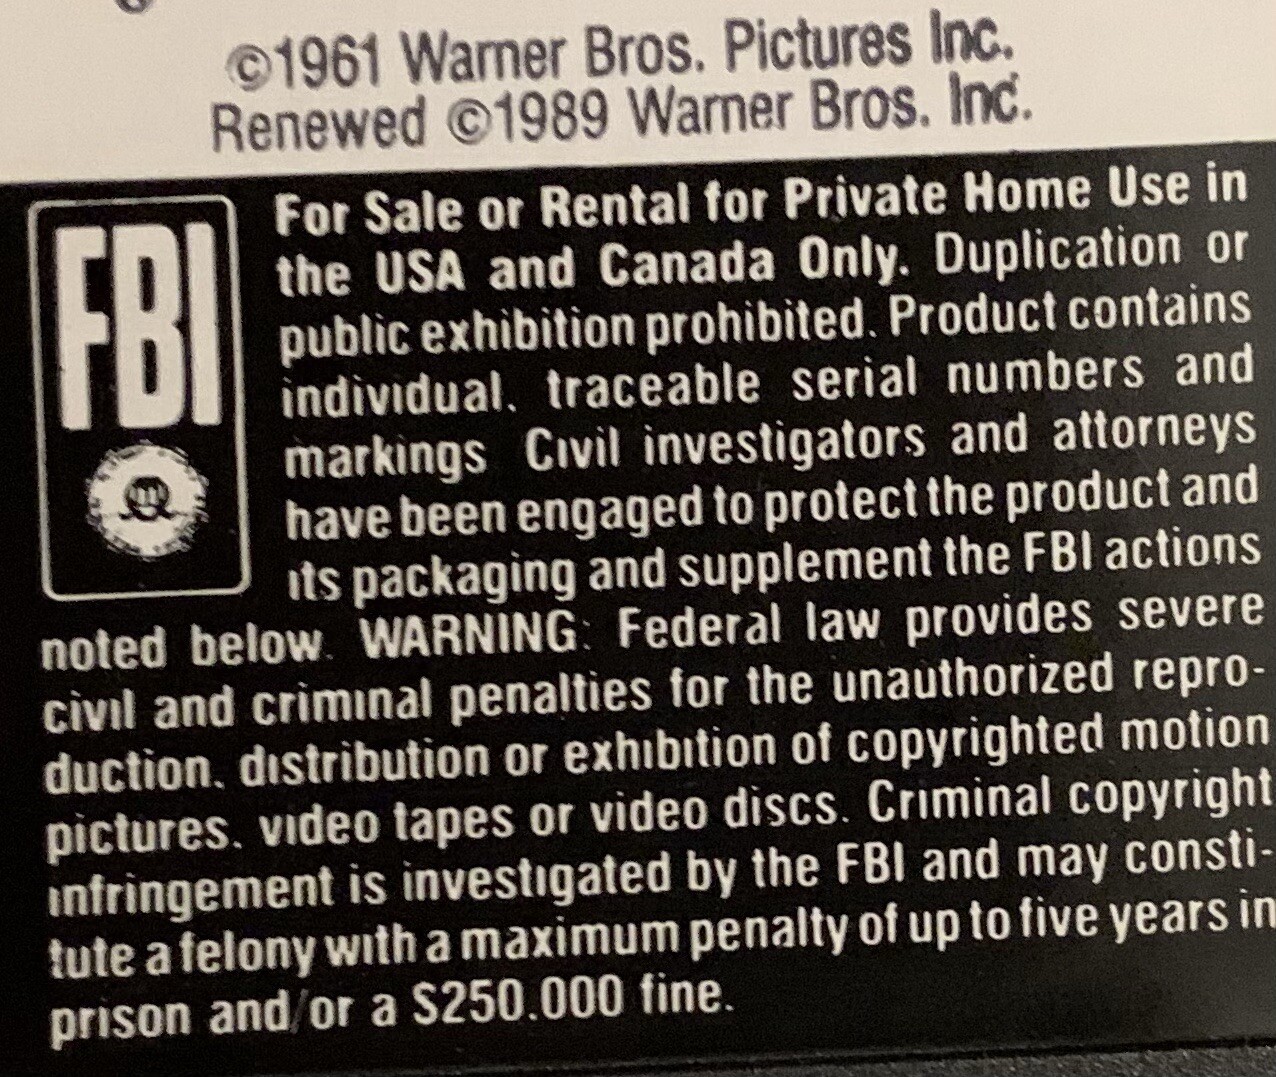 ©1961 Warner Bros. Pictures Inc.
Renewed ©1989 Warner Bros. Inc.
FBI
For Sale or Rental for Private Home Use in
the USA and Canada Only. Duplication or
public exhibition prohibited. Product contains
individual, traceable serial numbers and
markings Civil investigators and attorneys
have been engaged to protect the product and
its packaging and supplement the FBI actions
noted below. WARNING: Federal law provides severe
civil and criminal penalties for the unauthorized repro-
duction, distribution or exhibition of copyrighted motion
pictures, video tapes or video discs. Criminal copyright
infringement is investigated by the FBI and may consti-
tute a felony with a maximum penalty of up to five years in
prison and/or a $250.000 fine.